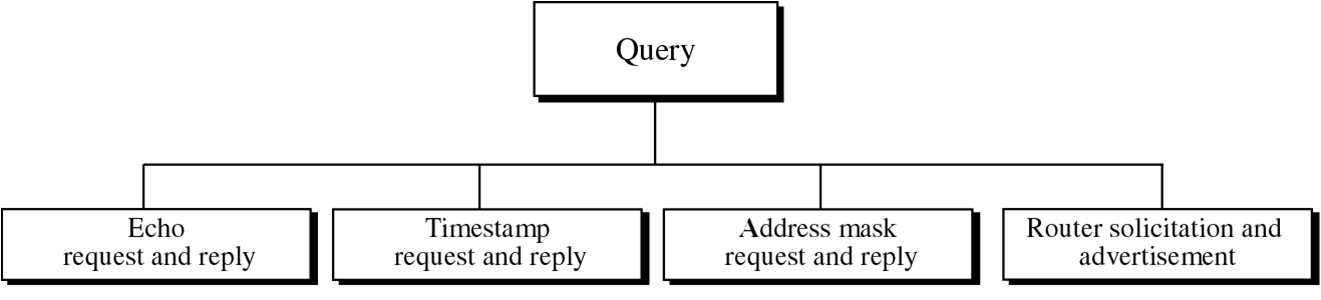 Query
Echo
request and reply
Timestamp
request and reply
Address mask
request and reply
Router solicitation and
advertisement